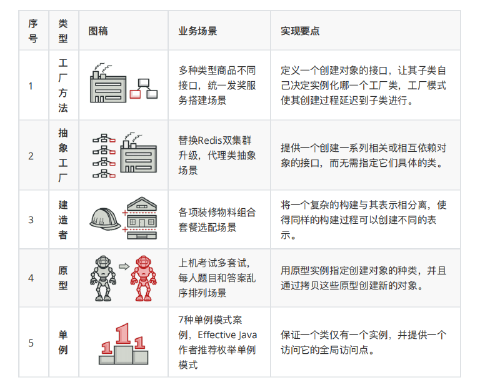 序号 类型 图稿 业务场景 实现要点
1 工厂方法 多种类型商品不同
接口，统一发奖服
务搭建场景
定义一个创建对象的接口，让其子类自
己决定实例化哪一个工厂类，工厂模式
使其创建过程延迟到子类进行。
2 抽象工厂 替换Redis双集群
升级，代理类抽象
场景
提供一个创建一系列相关或相互依赖对
象的接口，而无需指定它们具体的类。
3 建造者 各项装修物料组合
套餐选配场景
将一个复杂的构建与其表示相分离，使
得同样的构建过程可以创建不同的表
示。
4 原型 上机考试多套试，
每人题目和答案乱
序排列场景
用原型实例指定创建对象的种类，并且
通过拷贝这些原型创建新的对象。
5 单例 7种单例模式案
例，Effective Java
作者推荐枚举单例
模式
保证一个类仅有一个实例，并提供一个
访问它的全局访问点。
1 1 1